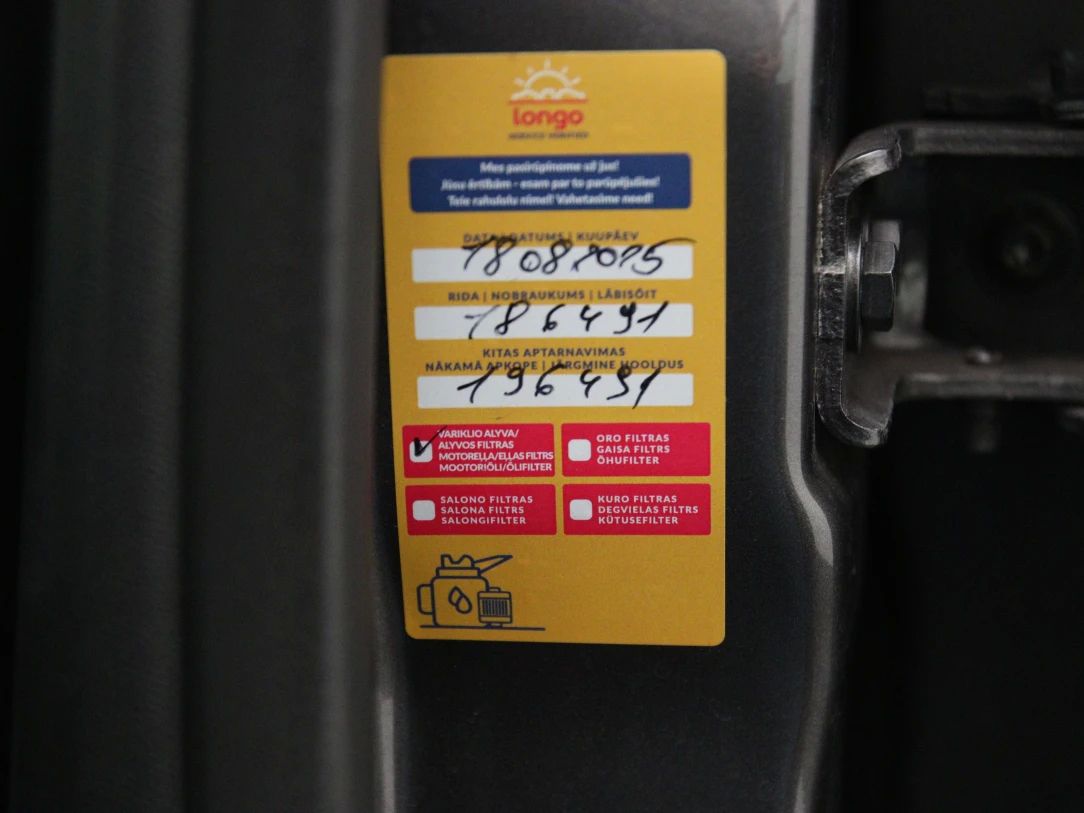 longo
Mes pasirūpinome už jus!
Jūsu ērtībām - esam par to parūpējušies!
Teie rahulolu nimel! Vahetasime need!
DATA | DATUMS | KUUPÄEV
18082025
RIDA | NOBRAUKUMS | LÄBISÕIT
186491
KITAS APTARNAVIMAS
NĀKAMĀ APKOPE | JÄRGMINE HOOLDUS
196491
VARIKLIO ALYVA/
ALYVOS FILTRAS
MOTOREĻĻA/EĻĻAS FILTRS
MOOTORIÕLI/ÕLIFILTER
ORO FILTRAS
GAISA FILTRS
ÕHUFILTER
SALONO FILTRAS
SALONA FILTRS
SALONGIFILTER
KURO FILTRAS
DEGVIELAS FILTRS
KÜTUSEFILTER